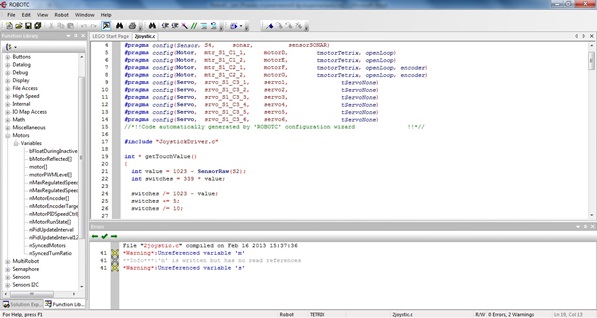 ROBOTC
File Edit View Robot Window Help
Function Library
LEGO Start Page 2joystic.c
Buttons
Datalog
Debug
Display
File Access
High Speed
Internal
IO Map Access
Math
Miscellaneous
Motors
Variables
bFloatDuringInactive
bMotorReflected[]
motor[]
motorPWMLevel[]
nMaxRegulatedSpeed
nMaxRegulatedSpeed
nMotorEncoder[]
nMotorEncoderTarge
nMotorPIDSpeedCtrl
nMotorRunState[]
nPidUpdateInterval
nPidUpdateInterval12
nSyncedMotors
nSyncedTurnRatio
MultiRobot
Semaphore
Sensors
Sensors I2C
Solution Exp... Function Libr...
4 #pragma config(Sensor, S4, sonar, sensorSONAR)
5 #pragma config(Motor, mtr_S1_C1_1, motorD, tmotorTetrix, openLoop)
6 #pragma config(Motor, mtr_S1_C1_2, motorE, tmotorTetrix, openLoop)
7 #pragma config(Motor, mtr_S1_C2_1, motorF, tmotorTetrix, openLoop, encoder)
8 #pragma config(Motor, mtr_S1_C2_2, motorG, tmotorTetrix, openLoop, encoder)
9 #pragma config(Servo, srvo_S1_C3_1, servo1, tServoNone)
10 #pragma config(Servo, srvo_S1_C3_2, servo2, tServoNone)
11 #pragma config(Servo, srvo_S1_C3_3, servo3, tServoNone)
12 #pragma config(Servo, srvo_S1_C3_4, servo4, tServoNone)
13 #pragma config(Servo, srvo_S1_C3_5, servo5, tServoNone)
14 #pragma config(Servo, srvo_S1_C3_6, servo6, tServoNone)
15 //*!!Code automatically generated by 'ROBOTC' configuration wizard !!*//
16
17 #include "JoystickDriver.c"
18
19 int * getTouchValue()
20 {
21 int value = 1023 - SensorRaw(S2);
22 int switches = 339 * value;
23
24 switches /= 1023 - value;
25 switches += 5;
26 switches /= 10;
27
Errors
File "2joystic.c" compiled on Feb 16 2013 15:37:36
41 *Warning*:Unreferenced variable 'm'
41 **Info***:'m' is written but has no read references
41 *Warning*:Unreferenced variable 's'
For Help, press F1 Robot TETRIX 2joystic.c R/W 0 Errors, 2 Warnings Ln 19, Col 13